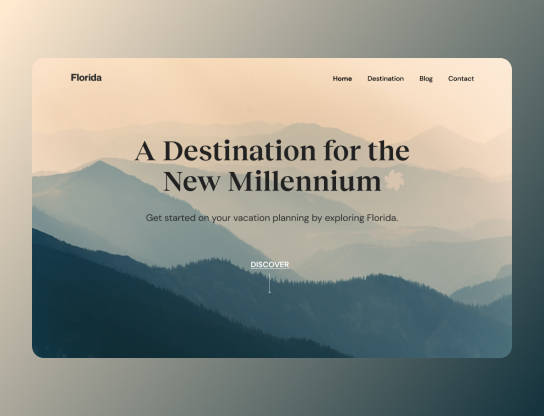 Florida
Home Destination Blog Contact
A Destination for the
New Millennium
Get started on your vacation planning by exploring Florida.
DISCOVER